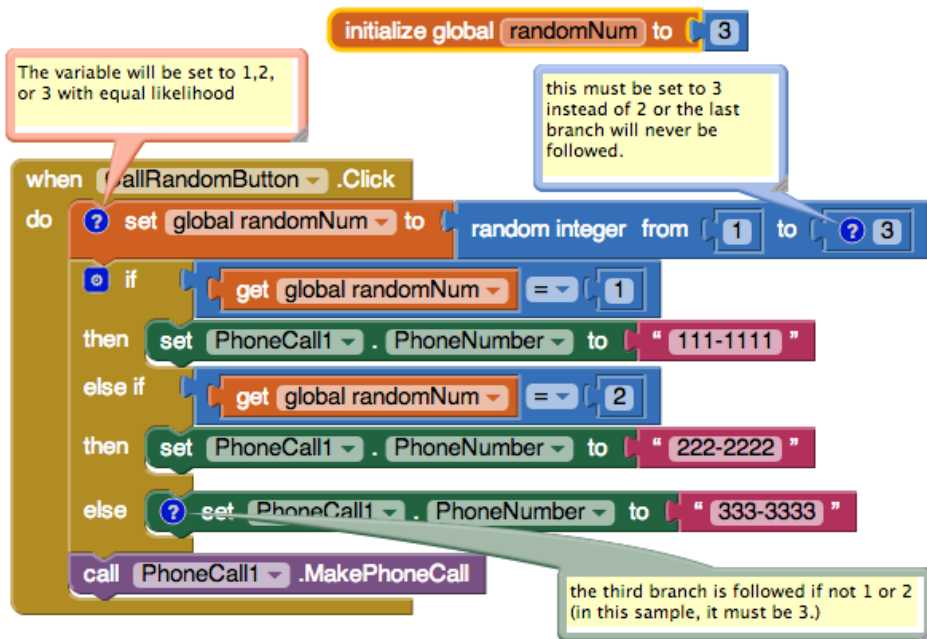 initialize global randomNum to 3
The variable will be set to 1,2,
or 3 with equal likelihood
this must be set to 3
instead of 2 or the last
branch will never be
followed.
when CallRandomButton .Click
do ? set global randomNum to random integer from 1 to ? 3
if get global randomNum = 1
then set PhoneCall1 . PhoneNumber to " 111-1111 "
else if get global randomNum = 2
then set PhoneCall1 . PhoneNumber to " 222-2222 "
else ? set PhoneCall1 . PhoneNumber to " 333-3333 "
call PhoneCall1 .MakePhoneCall
the third branch is followed if not 1 or 2
(in this sample, it must be 3.)